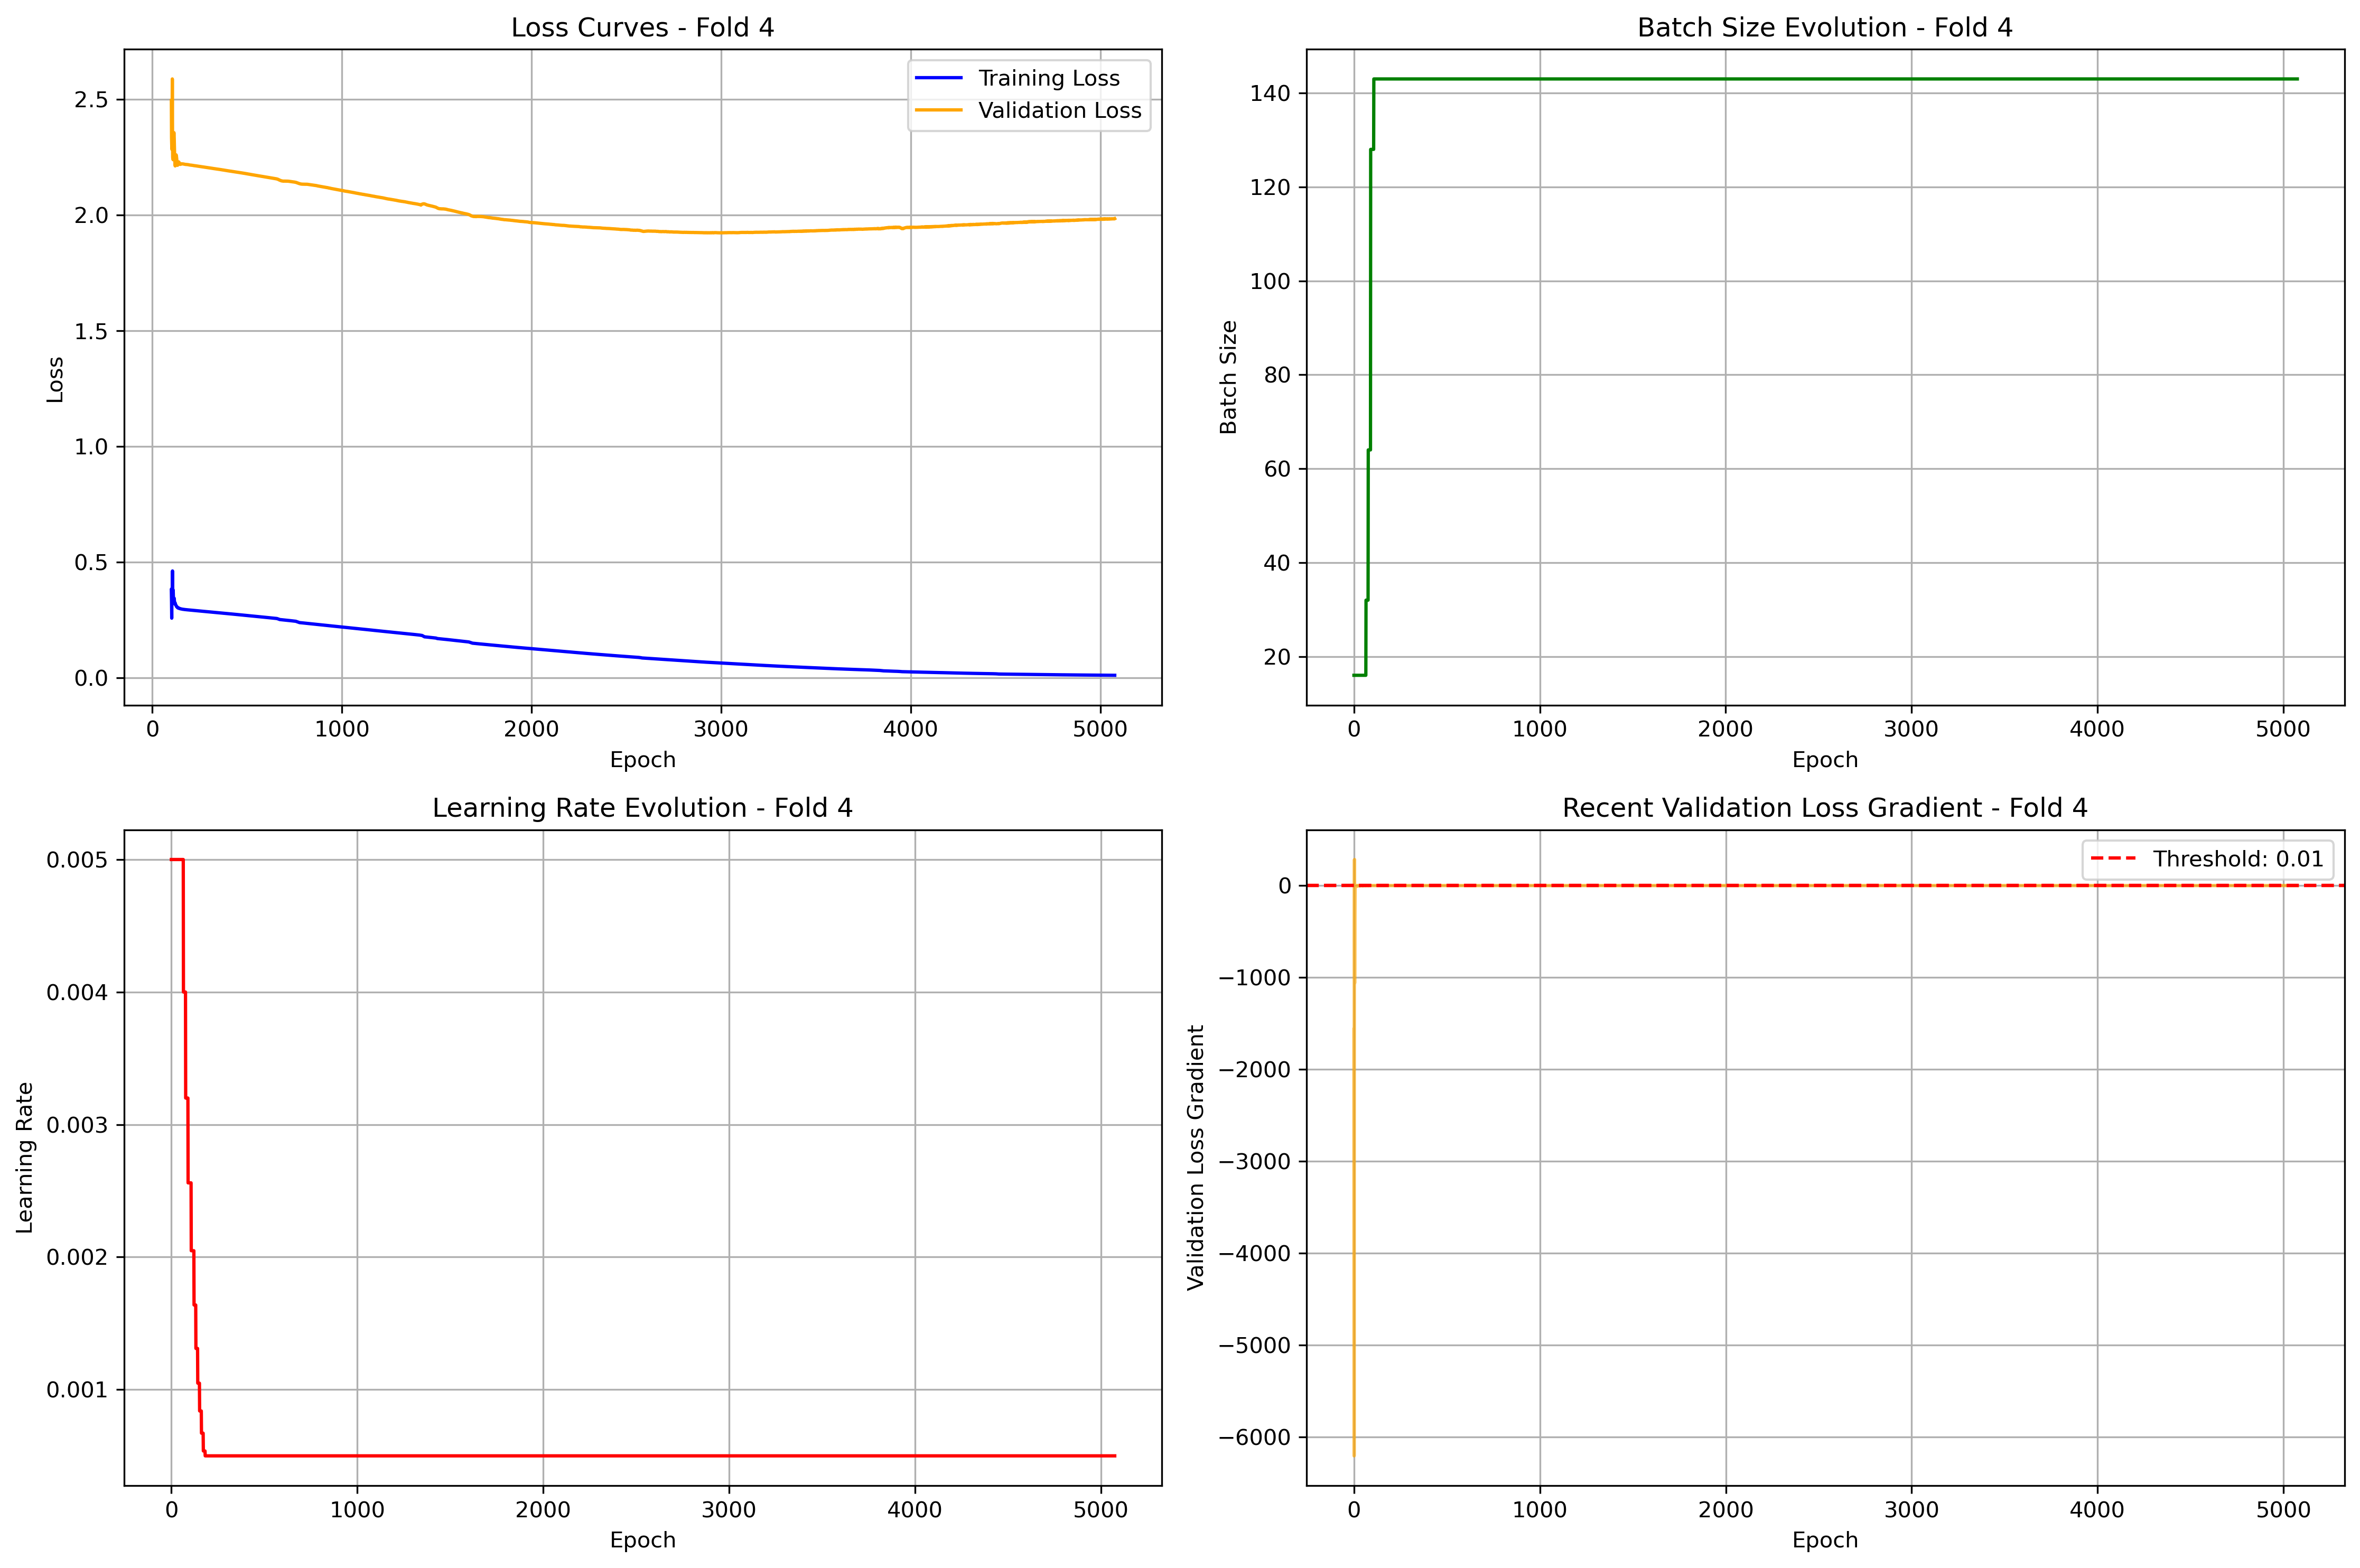 Loss Curves - Fold 4
Training Loss
Validation Loss
2.5
2.0
1.5
1.0
0.5
0.0
Loss
0 1000 2000 3000 4000 5000
Epoch
Batch Size Evolution - Fold 4
140
120
100
80
60
40
20
Batch Size
0 1000 2000 3000 4000 5000
Epoch
Learning Rate Evolution - Fold 4
0.005
0.004
0.003
0.002
0.001
Learning Rate
0 1000 2000 3000 4000 5000
Epoch
Recent Validation Loss Gradient - Fold 4
Threshold: 0.01
0
−1000
−2000
−3000
−4000
−5000
−6000
Validation Loss Gradient
0 1000 2000 3000 4000 5000
Epoch